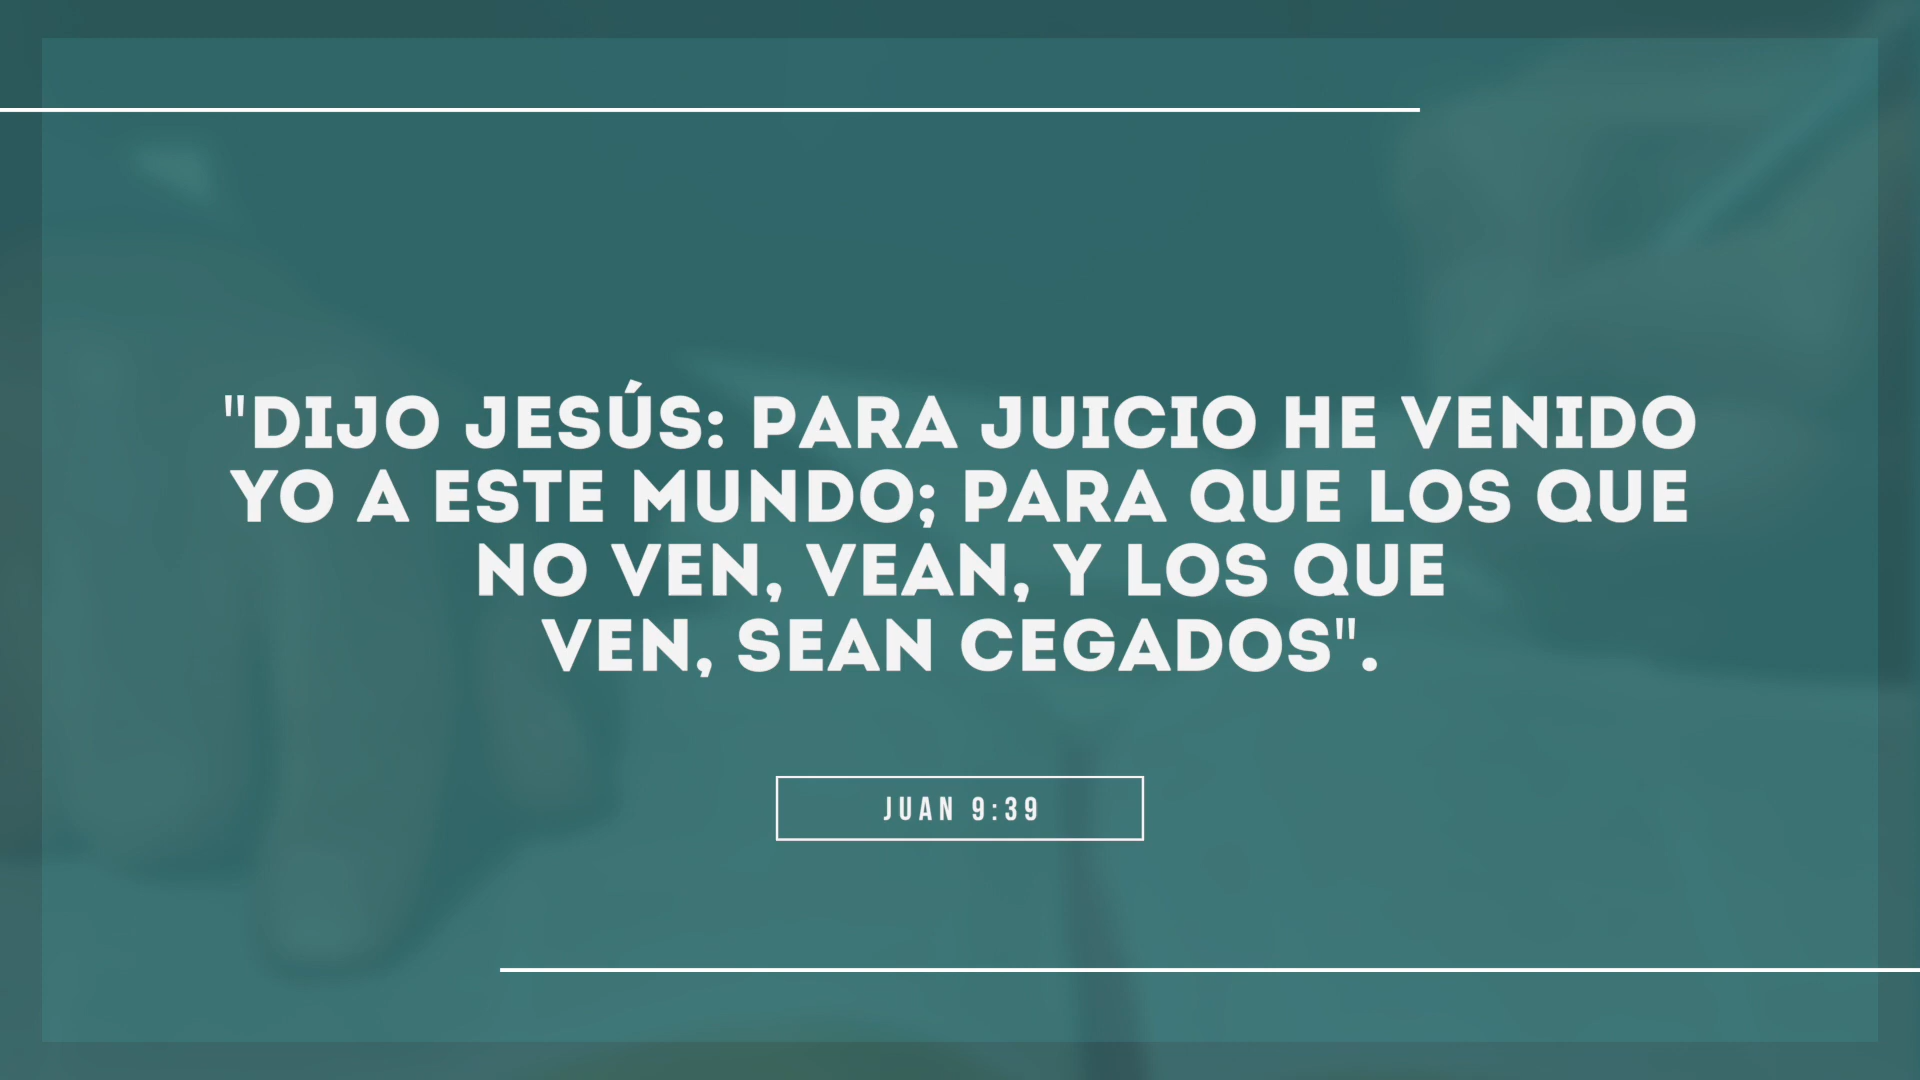 "DIJO JESÚS: PARA JUICIO HE VENIDO
YO A ESTE MUNDO; PARA QUE LOS QUE
NO VEN, VEAN, Y LOS QUE
VEN, SEAN CEGADOS".
JUAN 9:39